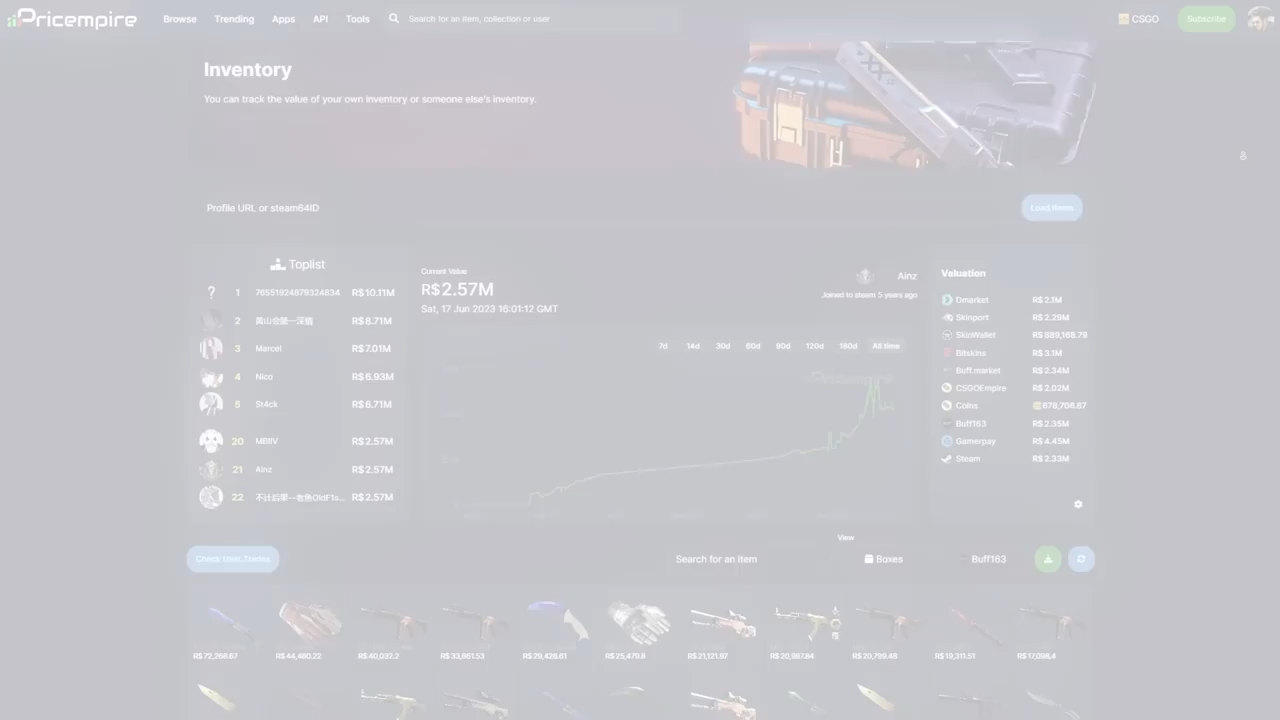 Pricempire Browse Trending Apps API Tools Search for an item, collection or user CSGO Subscribe
Inventory
You can track the value of your own inventory or someone else's inventory.
Profile URL or steam64ID Load Items
Toplist
? 1 76551924879324834 R$10.11M
2 R$8.71M
3 Marcel R$7.01M
4 Nico R$6.93M
5 St4ck R$6.71M
20 MBIIV R$2.57M
21 Ainz R$2.57M
22 R$2.57M
Current Value
R$2.57M
Sat, 17 Jun 2023 16:01:12 GMT
Ainz
Joined to steam 5 years ago
7d 14d 30d 60d 90d 120d 180d All time
Pricempire
Valuation
Dmarket R$2.1M
Skinport R$2.29M
SkinWallet R$889,168.79
Bitskins R$3.1M
Buff.market R$2.34M
CSGOEmpire R$2.02M
Coins 678,706.87
Buff163 R$2.35M
Gamerpay R$4.45M
Steam R$2.33M
View
Check User Trades Search for an item Boxes Buff163
R$72,268.67 R$44,480.22 R$40,032.2 R$33,861.53 R$29,428.61 R$25,479.8 R$21,121.97 R$20,987.84 R$20,799.48 R$19,311.51 R$17,098.4